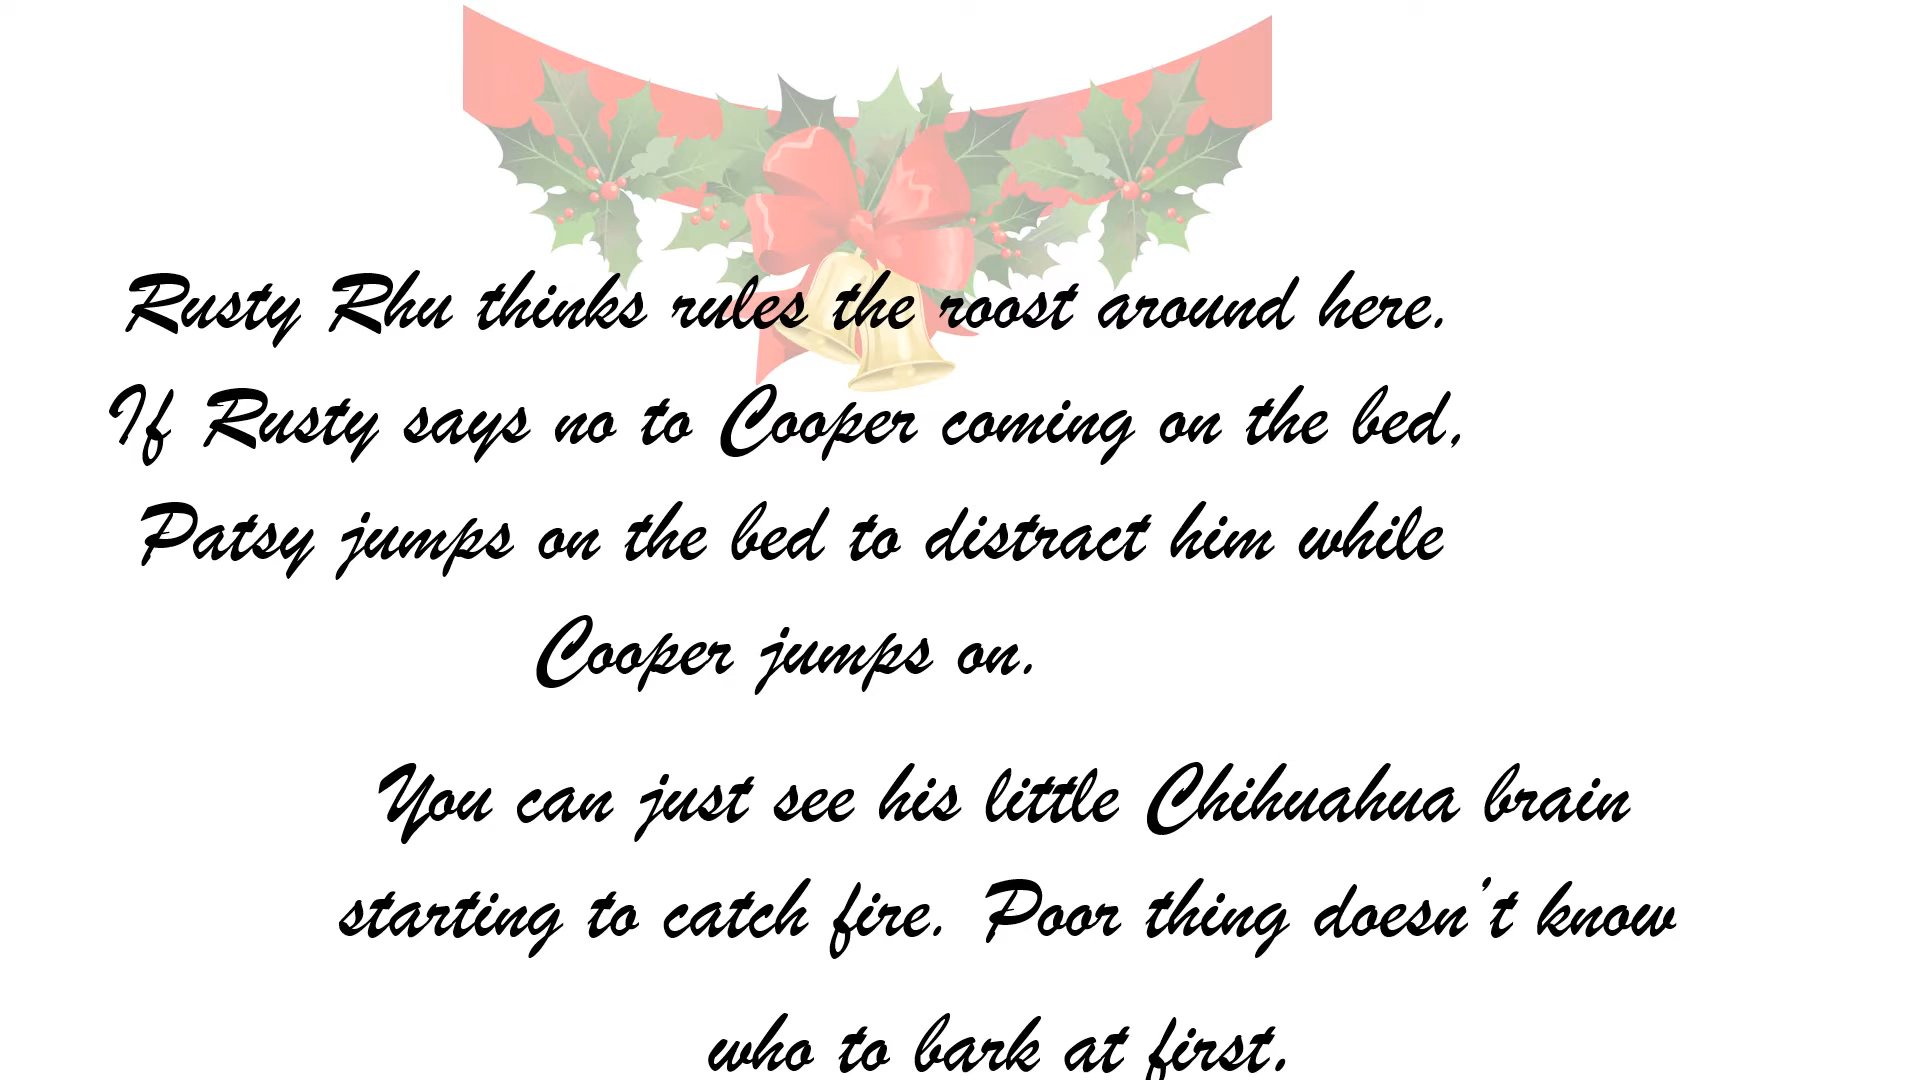 Rusty Rhu thinks rules the roost around here.
If Rusty says no to Cooper coming on the bed,
Patsy jumps on the bed to distract him while
Cooper jumps on.
You can just see his little Chihuahua brain
starting to catch fire. Poor thing doesn't know
who to bark at first.